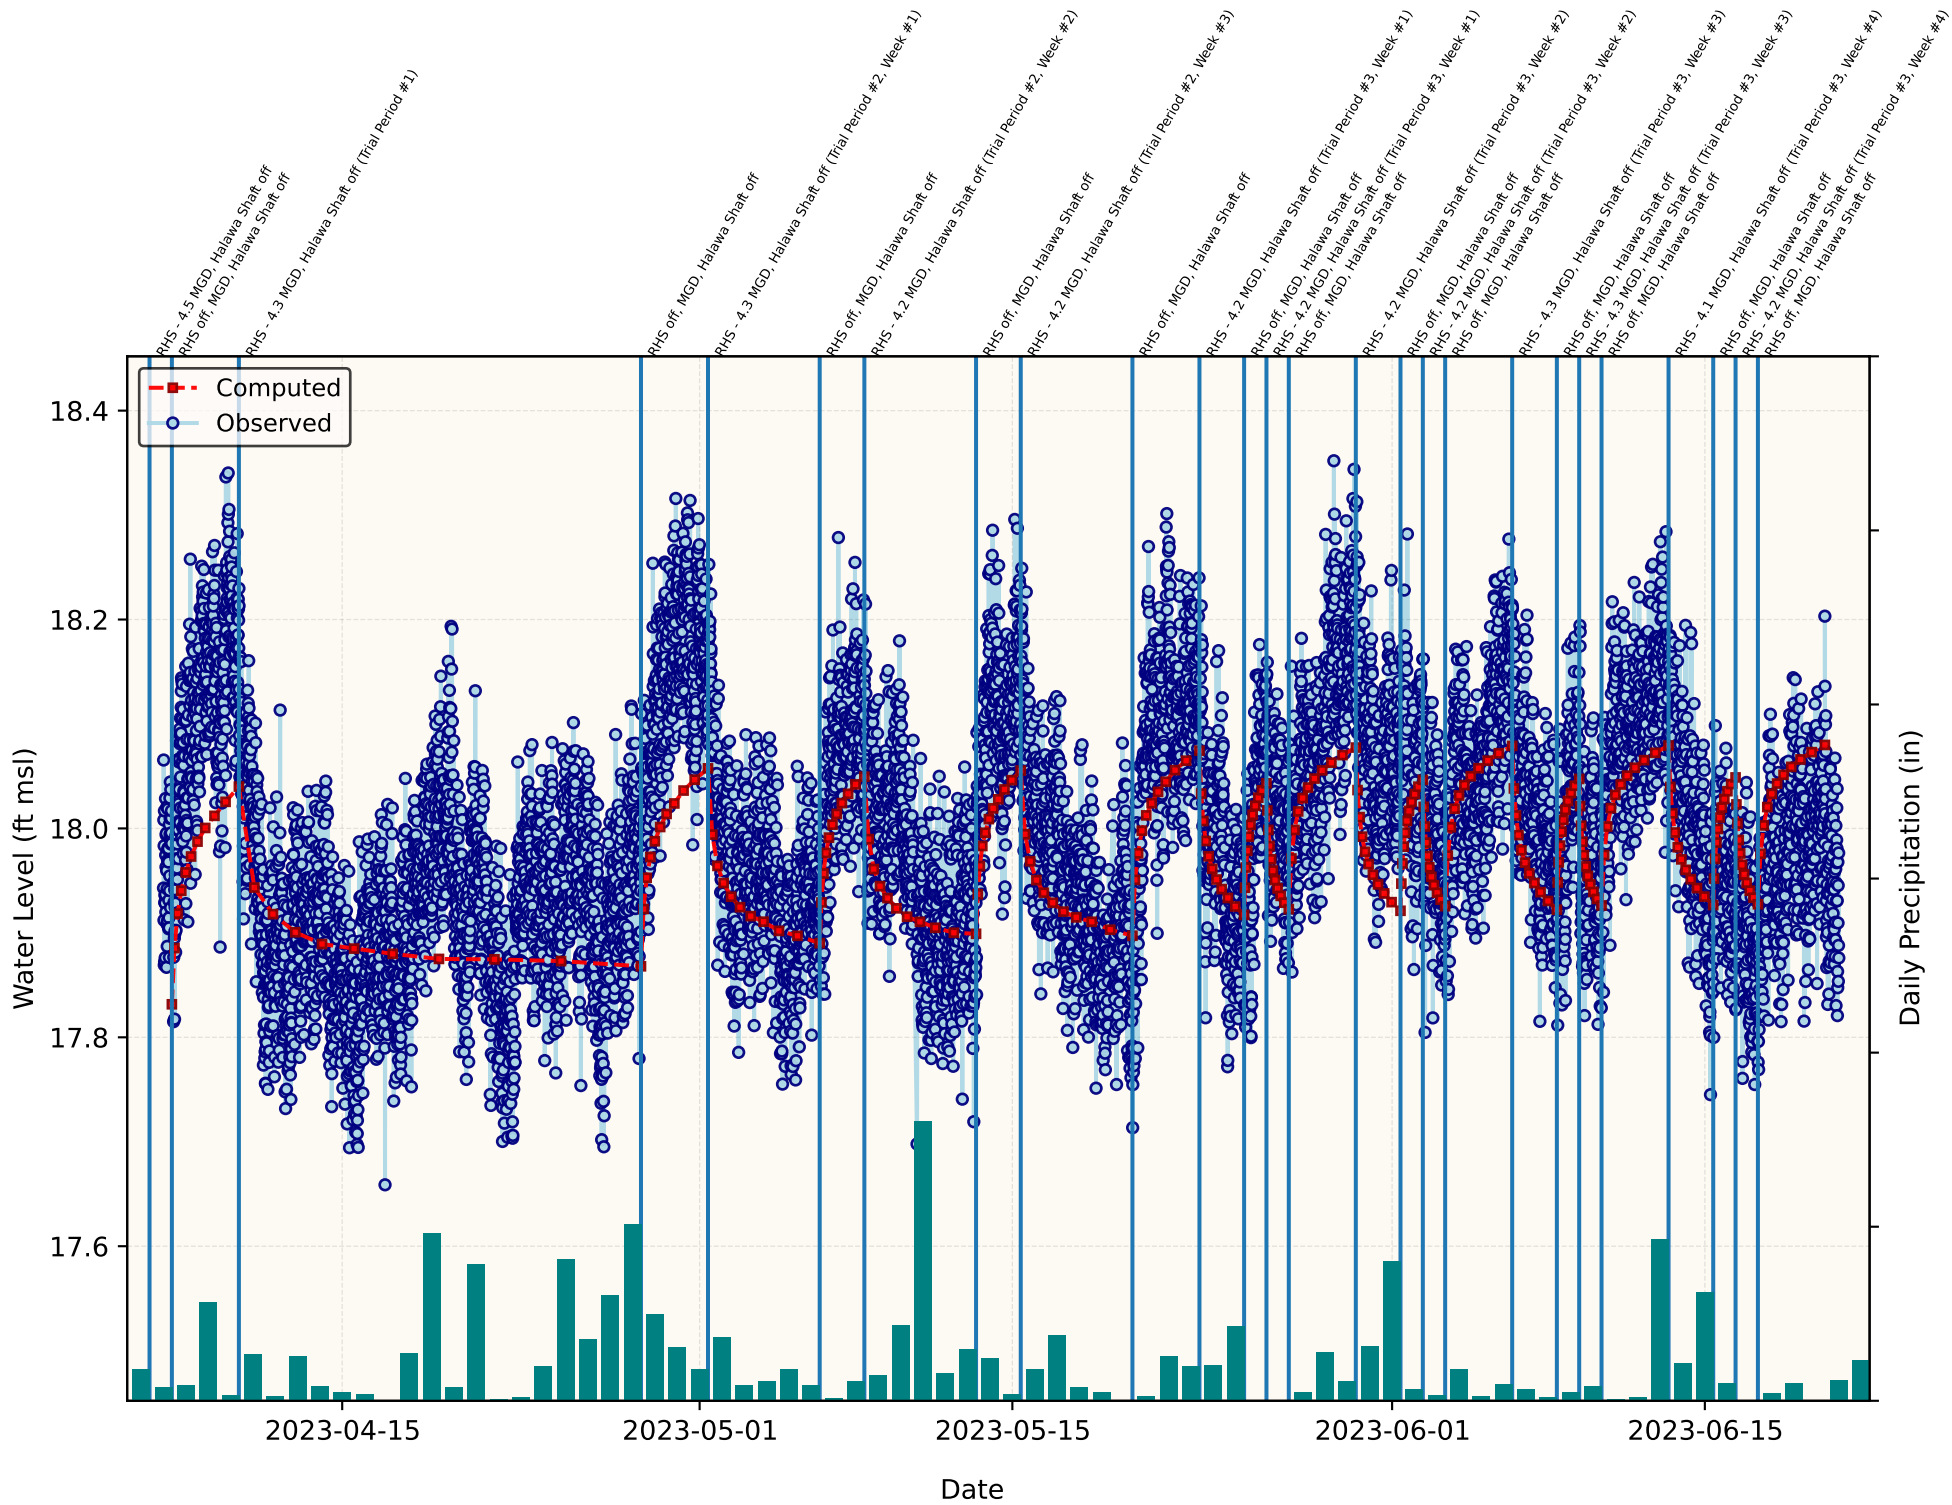 RHS - 4.5 MGD, Halawa Shaft off
RHS off, MGD, Halawa Shaft off
RHS - 4.3 MGD, Halawa Shaft off (Trial Period #1)
RHS off, MGD, Halawa Shaft off
RHS - 4.3 MGD, Halawa Shaft off (Trial Period #2, Week #1)
RHS off, MGD, Halawa Shaft off
RHS - 4.2 MGD, Halawa Shaft off (Trial Period #2, Week #2)
RHS off, MGD, Halawa Shaft off
RHS - 4.2 MGD, Halawa Shaft off (Trial Period #2, Week #3)
RHS off, MGD, Halawa Shaft off
RHS - 4.2 MGD, Halawa Shaft off (Trial Period #3, Week #1)
RHS off, MGD, Halawa Shaft off
RHS - 4.2 MGD, Halawa Shaft off (Trial Period #3, Week #1)
RHS off, MGD, Halawa Shaft off
RHS - 4.2 MGD, Halawa Shaft off (Trial Period #3, Week #2)
RHS off, MGD, Halawa Shaft off
RHS - 4.2 MGD, Halawa Shaft off (Trial Period #3, Week #2)
RHS off, MGD, Halawa Shaft off
RHS - 4.3 MGD, Halawa Shaft off (Trial Period #3, Week #3)
RHS off, MGD, Halawa Shaft off
RHS - 4.3 MGD, Halawa Shaft off (Trial Period #3, Week #3)
RHS off, MGD, Halawa Shaft off
RHS - 4.1 MGD, Halawa Shaft off (Trial Period #3, Week #4)
RHS off, MGD, Halawa Shaft off
RHS - 4.2 MGD, Halawa Shaft off (Trial Period #3, Week #4)
RHS off, MGD, Halawa Shaft off
Computed
Observed
18.4
18.2
18.0
17.8
17.6
Water Level (ft msl)
Daily Precipitation (in)
2023-04-15
2023-05-01
2023-05-15
2023-06-01
2023-06-15
Date